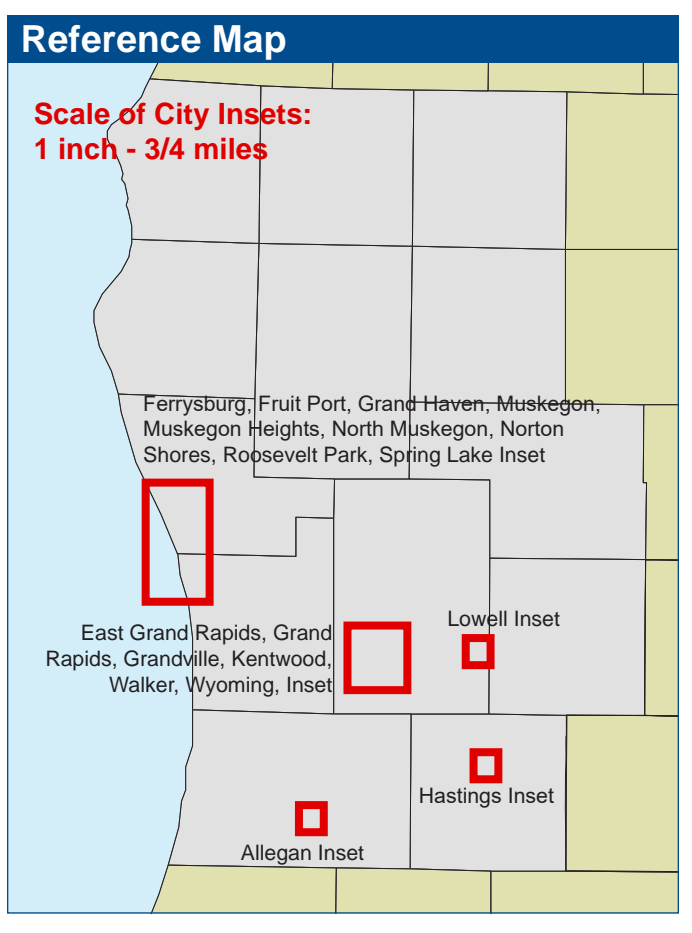 Reference Map
Scale of City Insets:
1 inch - 3/4 miles
Ferrysburg, Fruit Port, Grand Haven, Muskegon,
Muskegon Heights, North Muskegon, Norton
Shores, Roosevelt Park, Spring Lake Inset
East Grand Rapids, Grand
Rapids, Grandville, Kentwood,
Walker, Wyoming, Inset
Lowell Inset
Hastings Inset
Allegan Inset